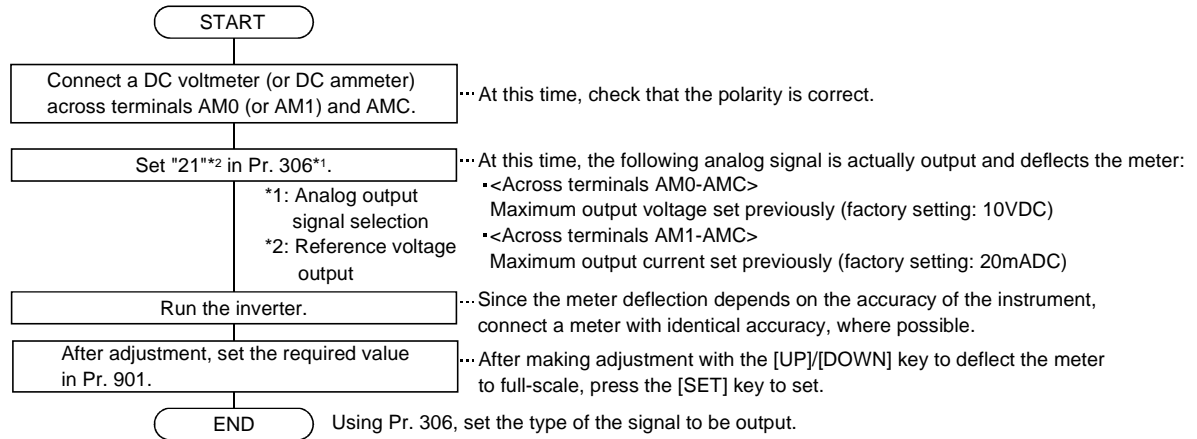 START
Connect a DC voltmeter (or DC ammeter)
across terminals AM0 (or AM1) and AMC.
At this time, check that the polarity is correct.
Set "21"*2 in Pr. 306*1.
At this time, the following analog signal is actually output and deflects the meter:
*1: Analog output
signal selection
*2: Reference voltage
output
▪<Across terminals AM0-AMC>
Maximum output voltage set previously (factory setting: 10VDC)
▪<Across terminals AM1-AMC>
Maximum output current set previously (factory setting: 20mADC)
Run the inverter.
Since the meter deflection depends on the accuracy of the instrument,
connect a meter with identical accuracy, where possible.
After adjustment, set the required value
in Pr. 901.
After making adjustment with the [UP]/[DOWN] key to deflect the meter
to full-scale, press the [SET] key to set.
END
Using Pr. 306, set the type of the signal to be output.